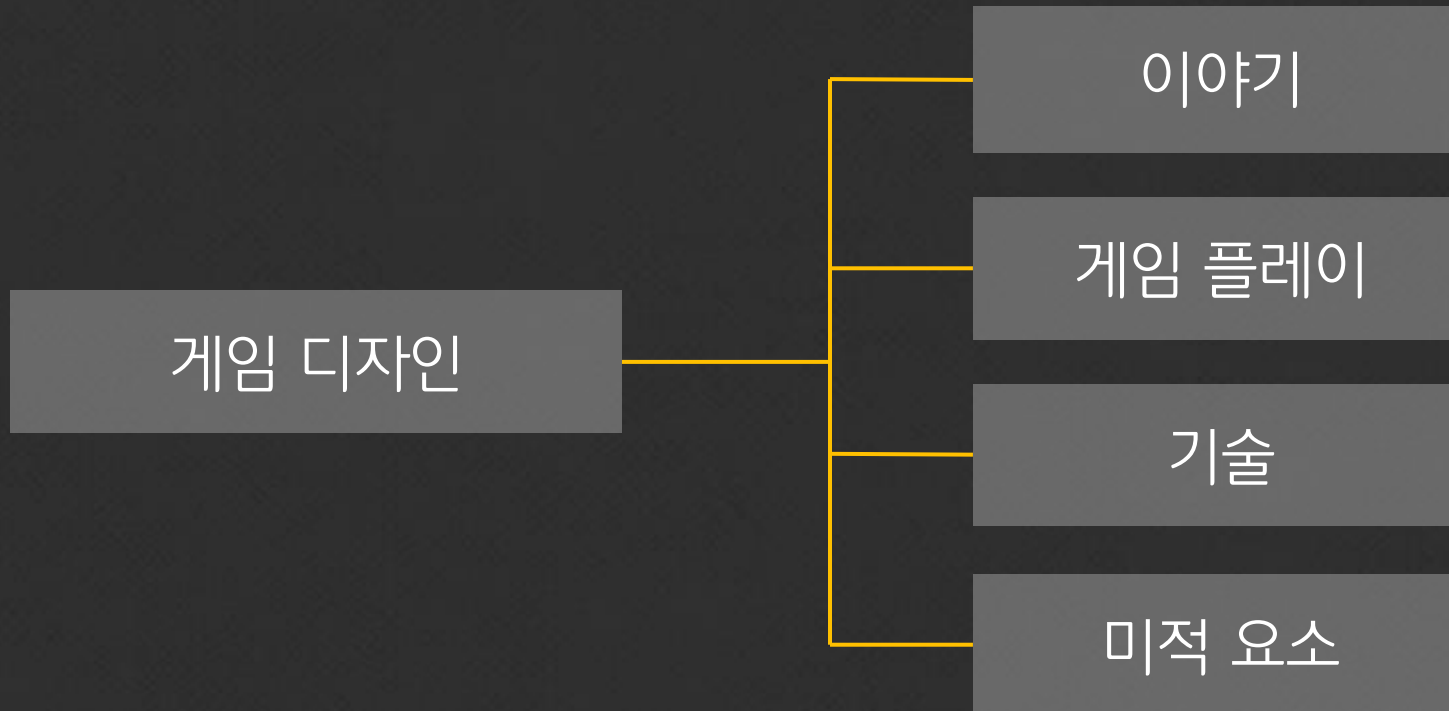 이야기
게임 플레이
게임 디자인
기술
미적 요소